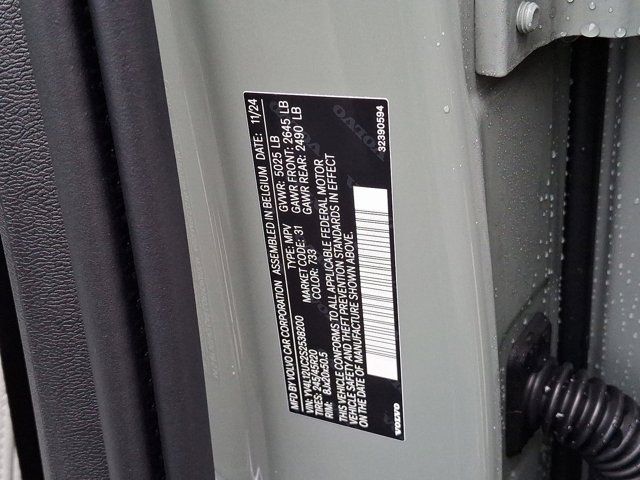 MFD BY VOLVO CAR CORPORATION ASSEMBLED IN BELGIUM DATE: 11/24
VIN: YV4L12UC2S2538200 TYPE: MPV GVWR: 5025 LB
TIRES: 245/45R20 MARKET CODE: 31 GAWR FRONT: 2645 LB
RIM: 8Jx20x50.5 COLOR: 733 GAWR REAR: 2490 LB
THIS VEHICLE CONFORMS TO ALL APPLICABLE FEDERAL MOTOR
VEHICLE SAFETY AND THEFT PREVENTION STANDARDS IN EFFECT
ON THE DATE OF MANUFACTURE SHOWN ABOVE.
VOLVO 32390594